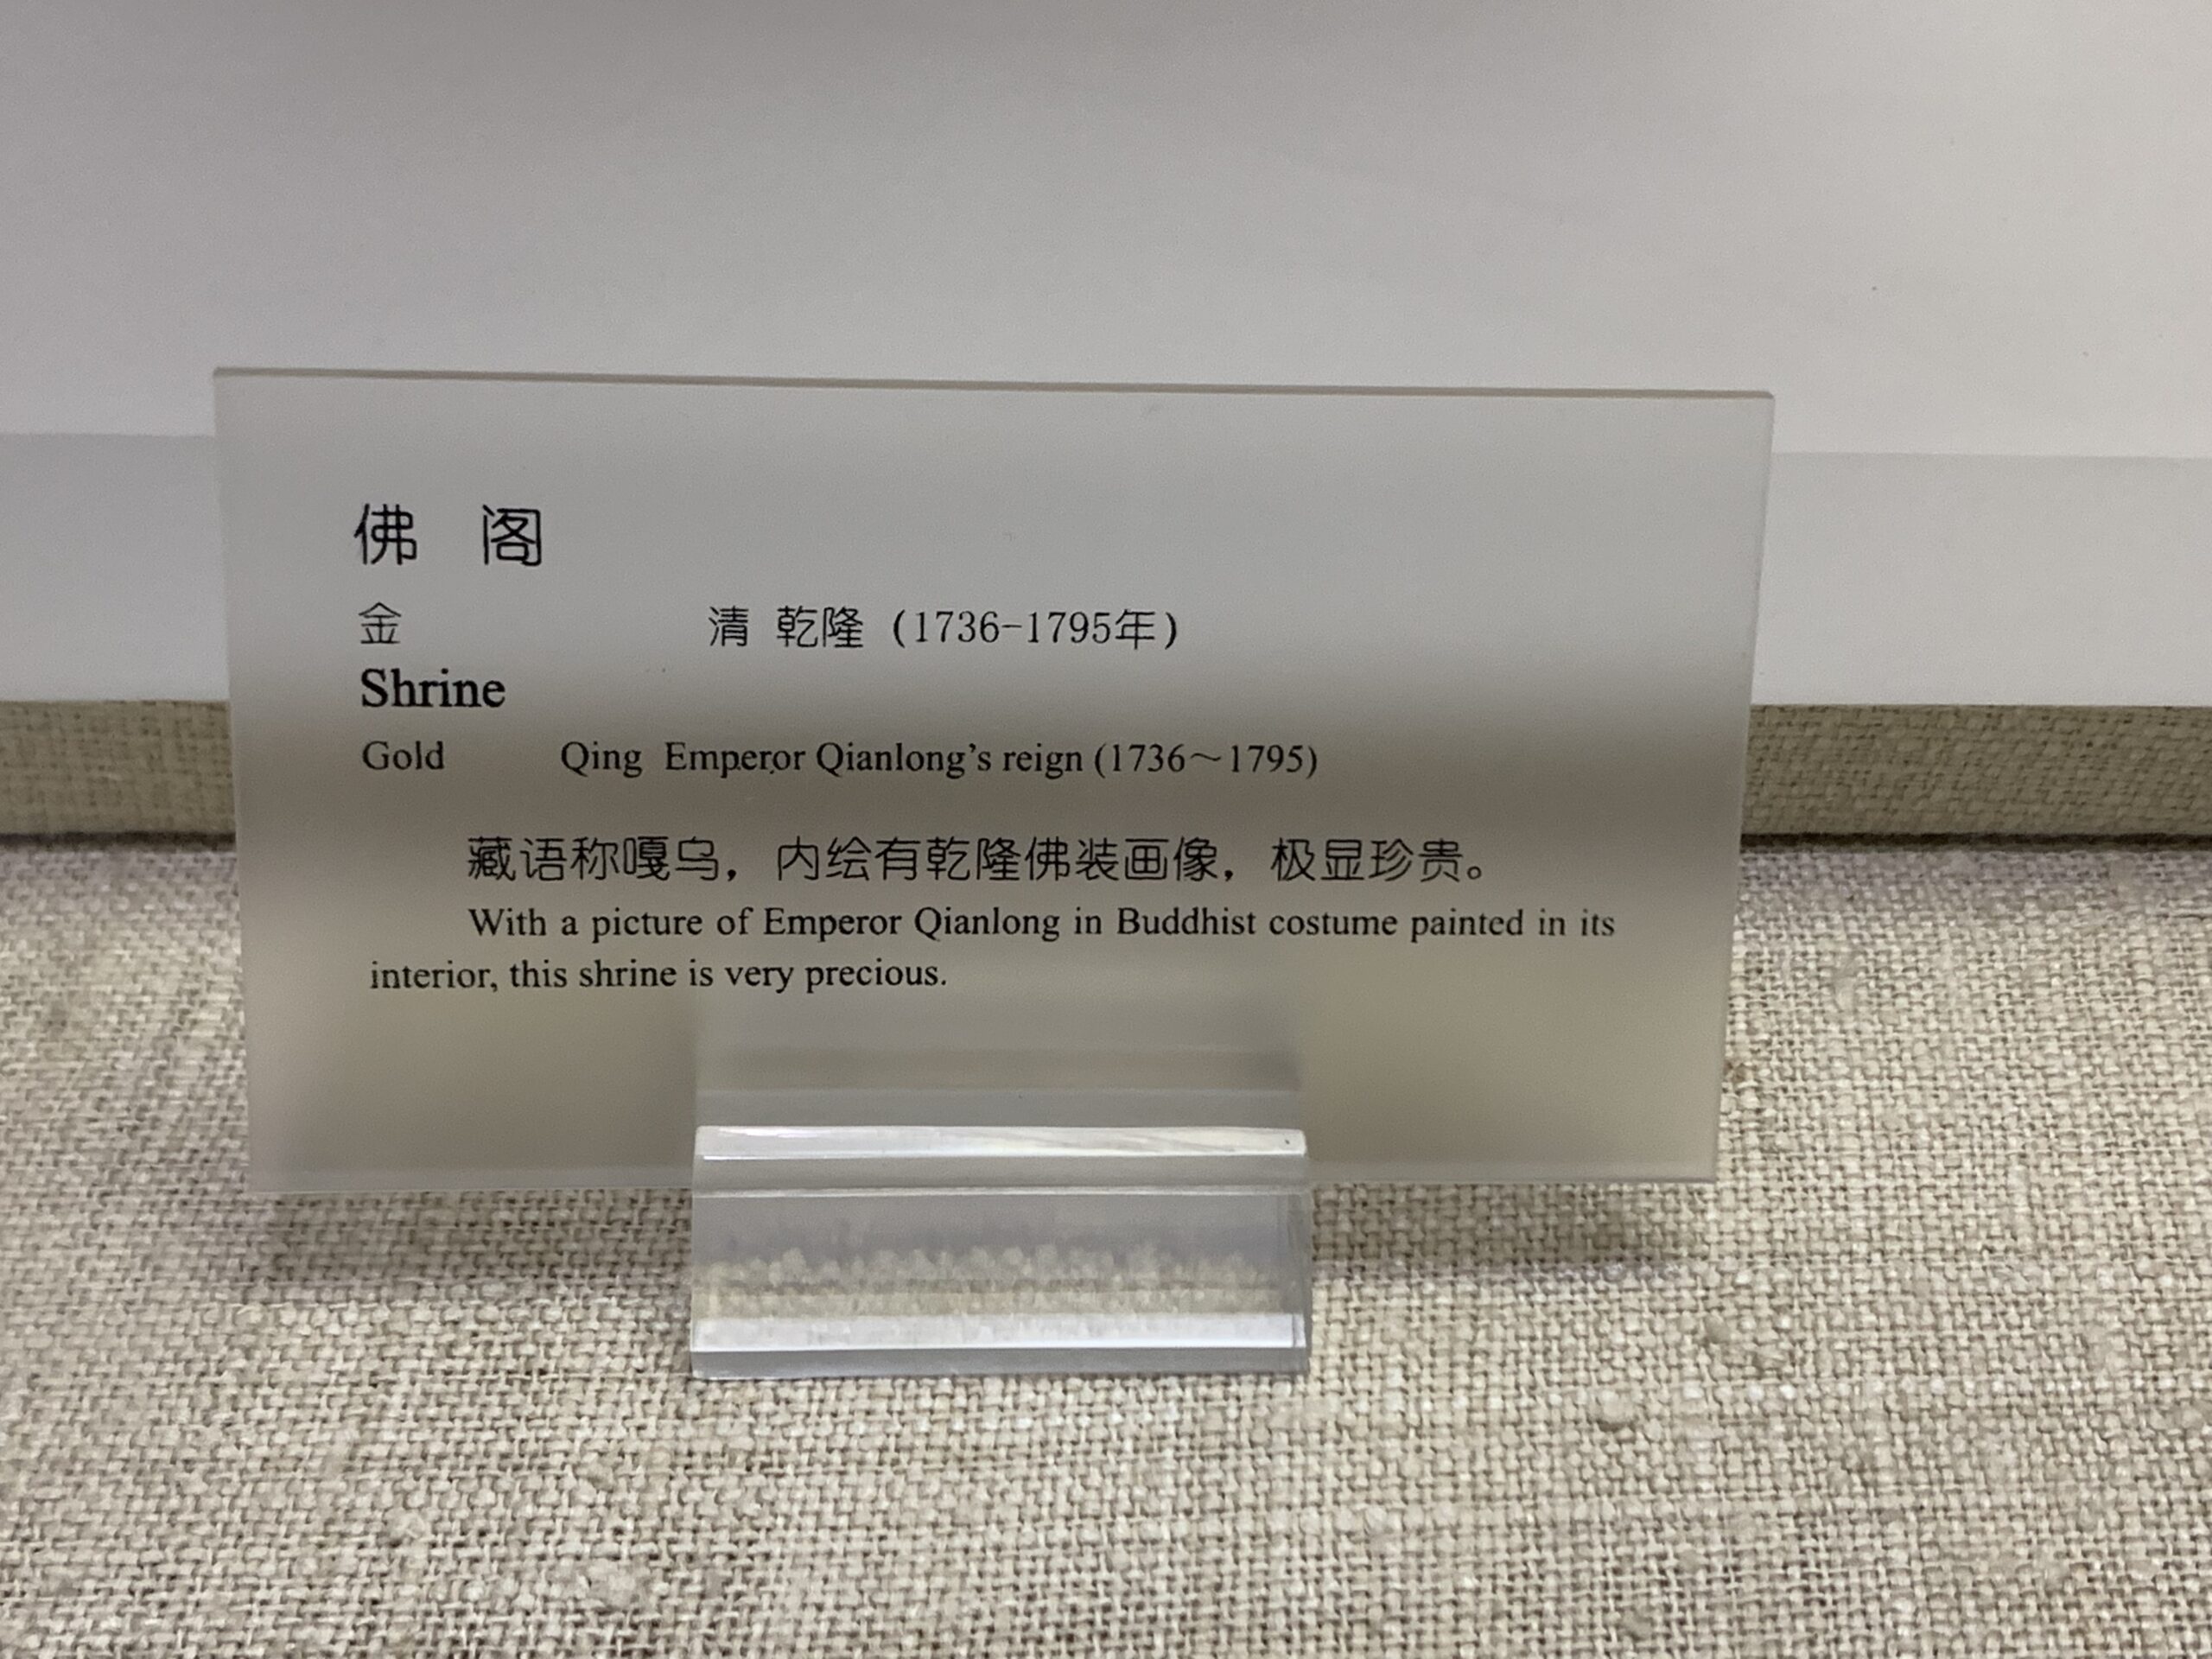 佛 阁
金 清 乾隆 (1736-1795年)
Shrine
Gold Qing Emperor Qianlong's reign (1736～1795)
藏语称嘎乌，内绘有乾隆佛装画像，极显珍贵。
With a picture of Emperor Qianlong in Buddhist costume painted in its
interior, this shrine is very precious.